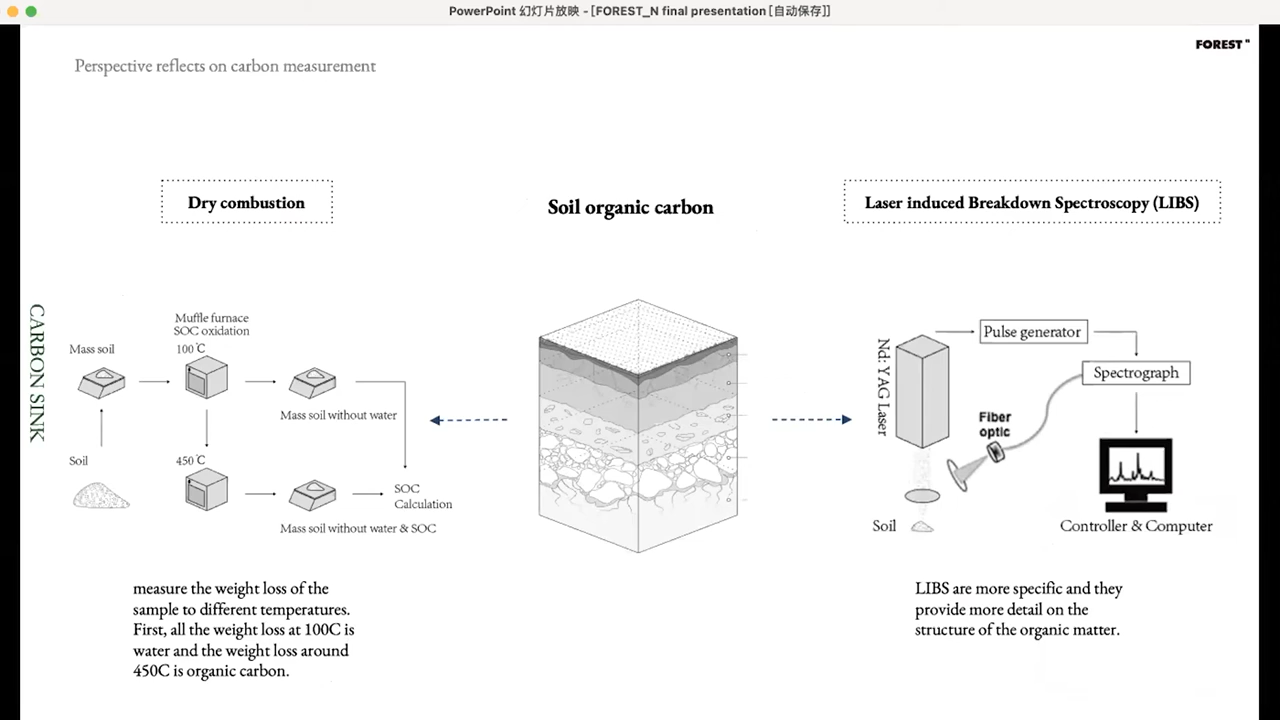 PowerPoint 幻灯片放映 - [FOREST_N final presentation [自动保存]]
FOREST "
Perspective reflects on carbon measurement
Dry combustion
Soil organic carbon
Laser induced Breakdown Spectroscopy (LIBS)
CARBON SINK
Muffle furnace
SOC oxidation
Mass soil
100℃
Mass soil without water
Soil
450℃
SOC
Calculation
Mass soil without water & SOC
Nd: YAG Laser
Pulse generator
Spectrograph
Fiber
optic
Soil
Controller & Computer
measure the weight loss of the
sample to different temperatures.
First, all the weight loss at 100C is
water and the weight loss around
450C is organic carbon.
LIBS are more specific and they
provide more detail on the
structure of the organic matter.